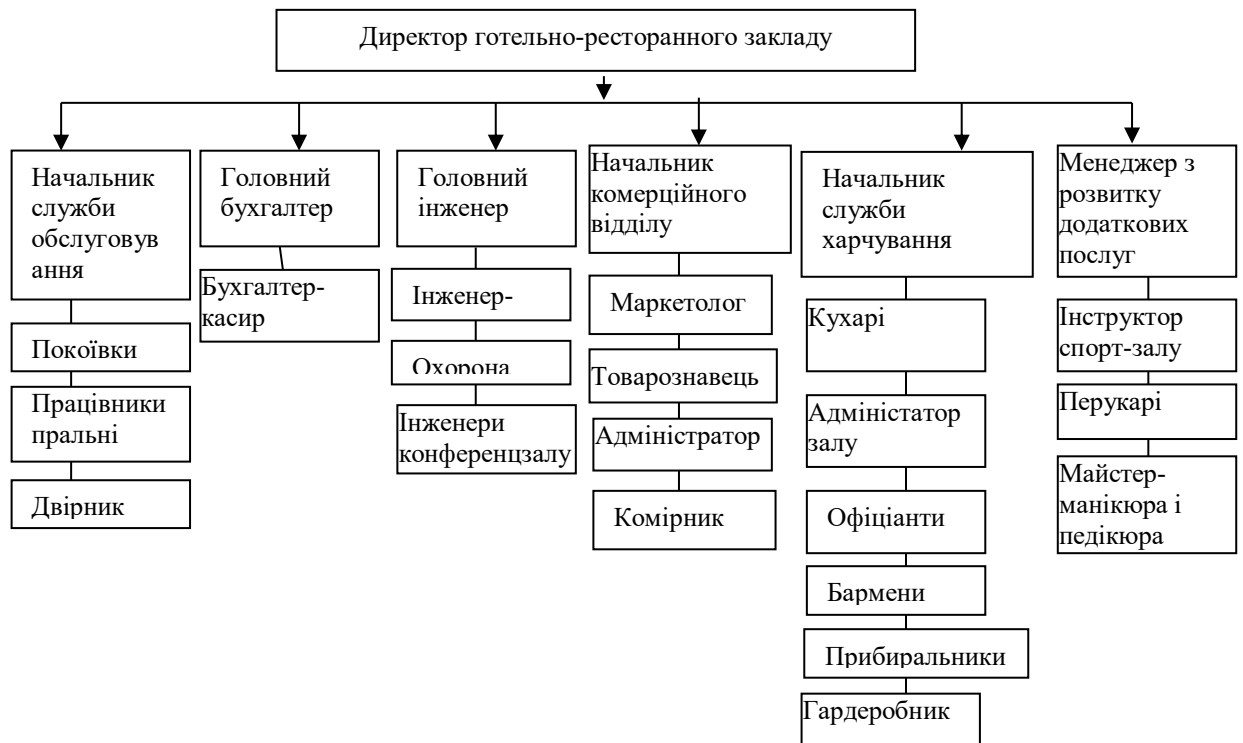 Директор готельно-ресторанного закладу
Начальник
служби
обслуговув
ання
Покоївки
Працівники
пральні
Двірник
Головний
бухгалтер
Бухгалтер-
касир
Головний
інженер
Інженер-
Охорона
Інженери
конференцзалу
Начальник
комерційного
відділу
Маркетолог
Товарознавець
Адміністратор
Комірник
Начальник
служби
харчування
Кухарі
Адміністатор
залу
Офіціанти
Бармени
Прибиральники
Гардеробник
Менеджер з
розвитку
додаткових
послуг
Інструктор
спорт-залу
Перукарі
Майстер-
манікюра і
педікюра